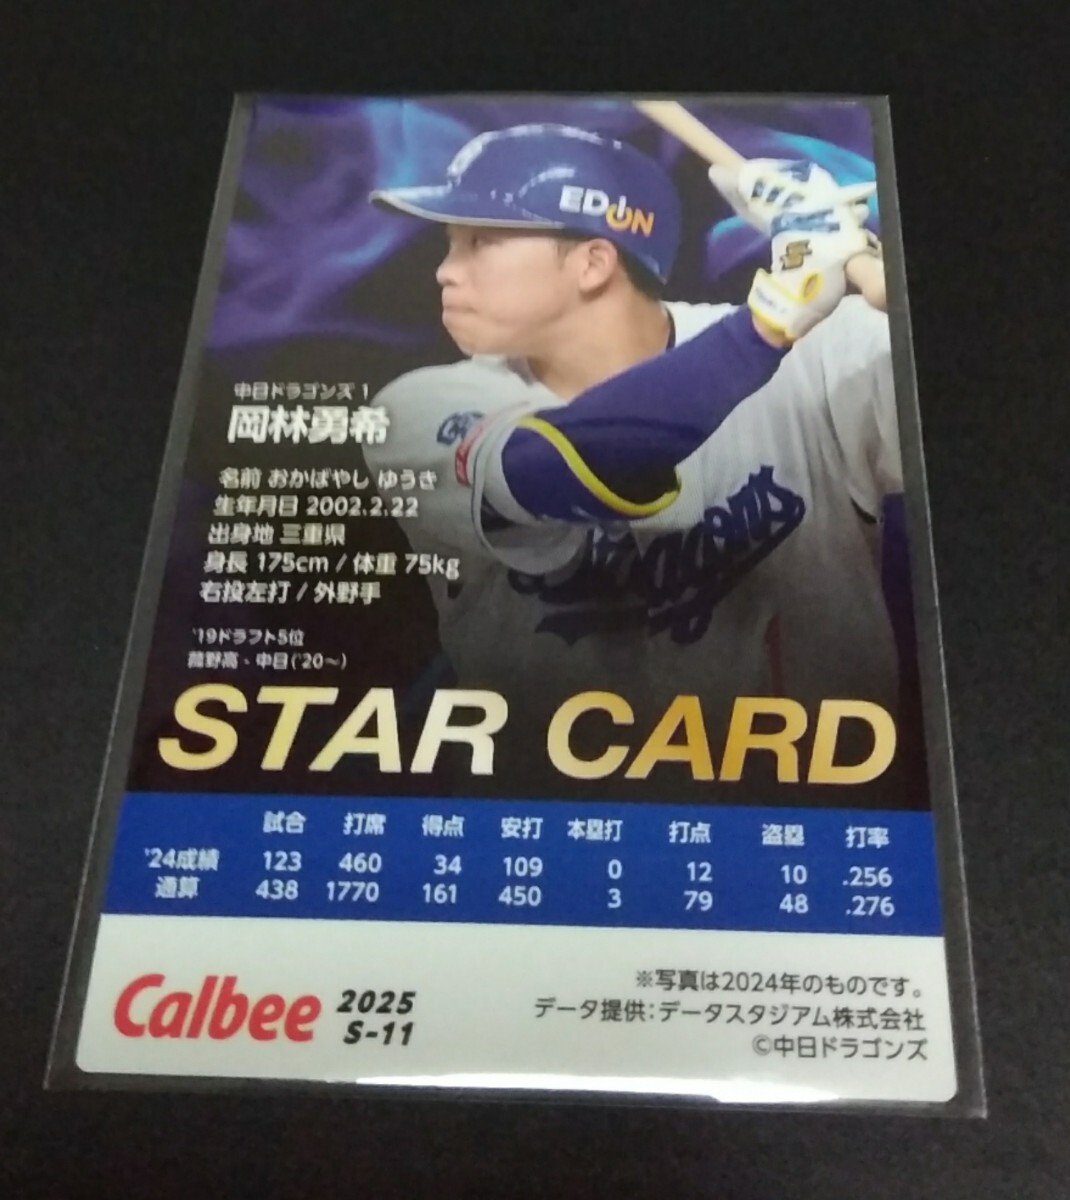 EDION
中日ドラゴンズ 1
岡林勇希
名前 おかばやし ゆうき
生年月日 2002.2.22
出身地 三重県
身長 175cm / 体重 75kg
右投左打 / 外野手
'19ドラフト5位
菰野高・中日('20〜)
Dragons
STAR CARD
試合 打席 得点 安打 本塁打 打点 盗塁 打率
'24成績 123 460 34 109 0 12 10 .256
通算 438 1770 161 450 3 79 48 .276
Calbee 2025
S-11
※写真は2024年のものです。
データ提供:データスタジアム株式会社
©中日ドラゴンズ